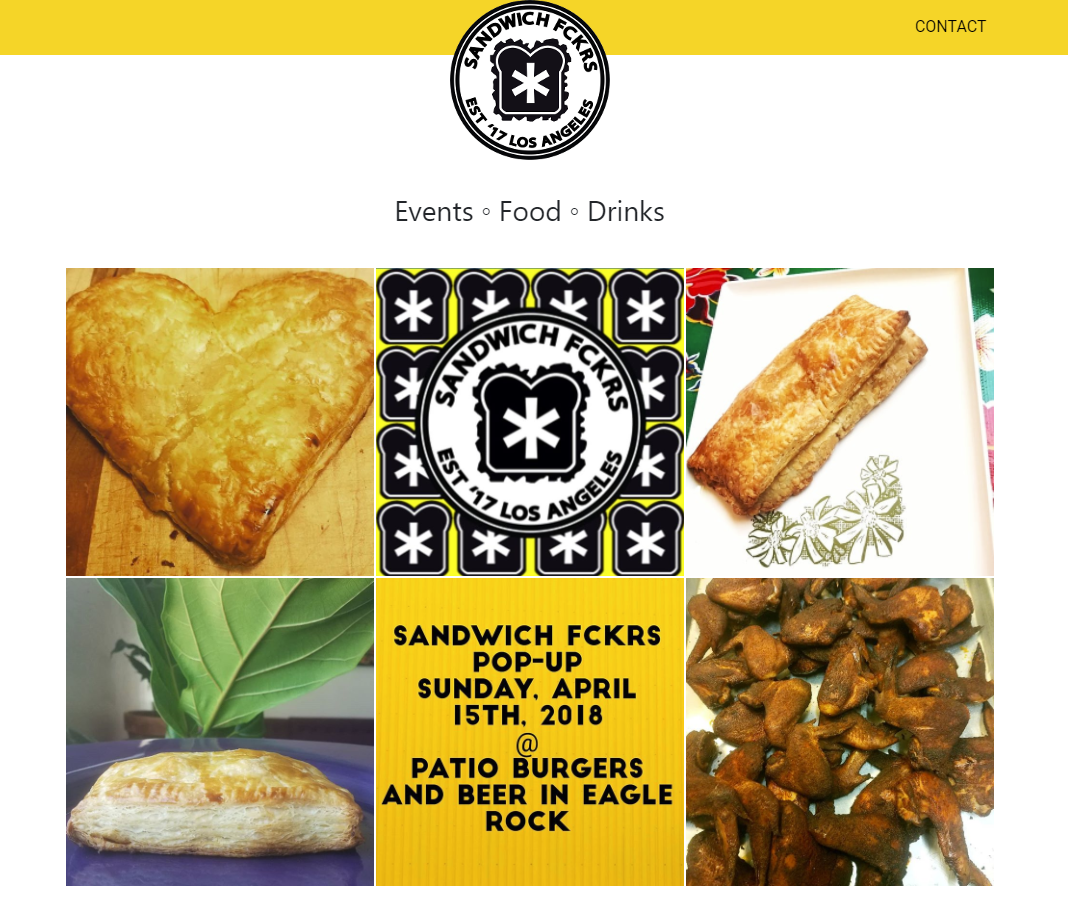 CONTACT
SANDWICH FCKRS
EST '17 LOS ANGELES
Events ◦ Food ◦ Drinks
SANDWICH FCKRS
EST '17 LOS ANGELES
SANDWICH FCKRS
POP-UP
SUNDAY, APRIL
15TH, 2018
@
PATIO BURGERS
AND BEER IN EAGLE
ROCK